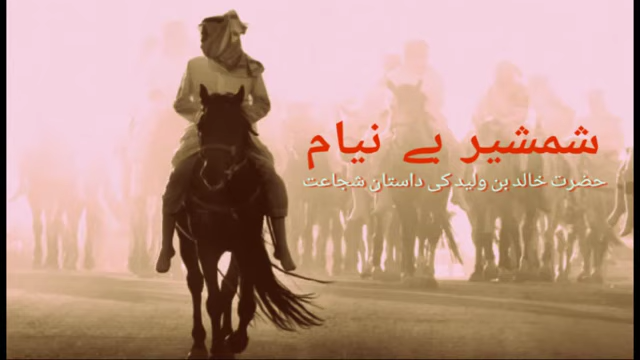 شمشیر بے نیام
حضرت خالد بن ولید کی داستان شجاعت